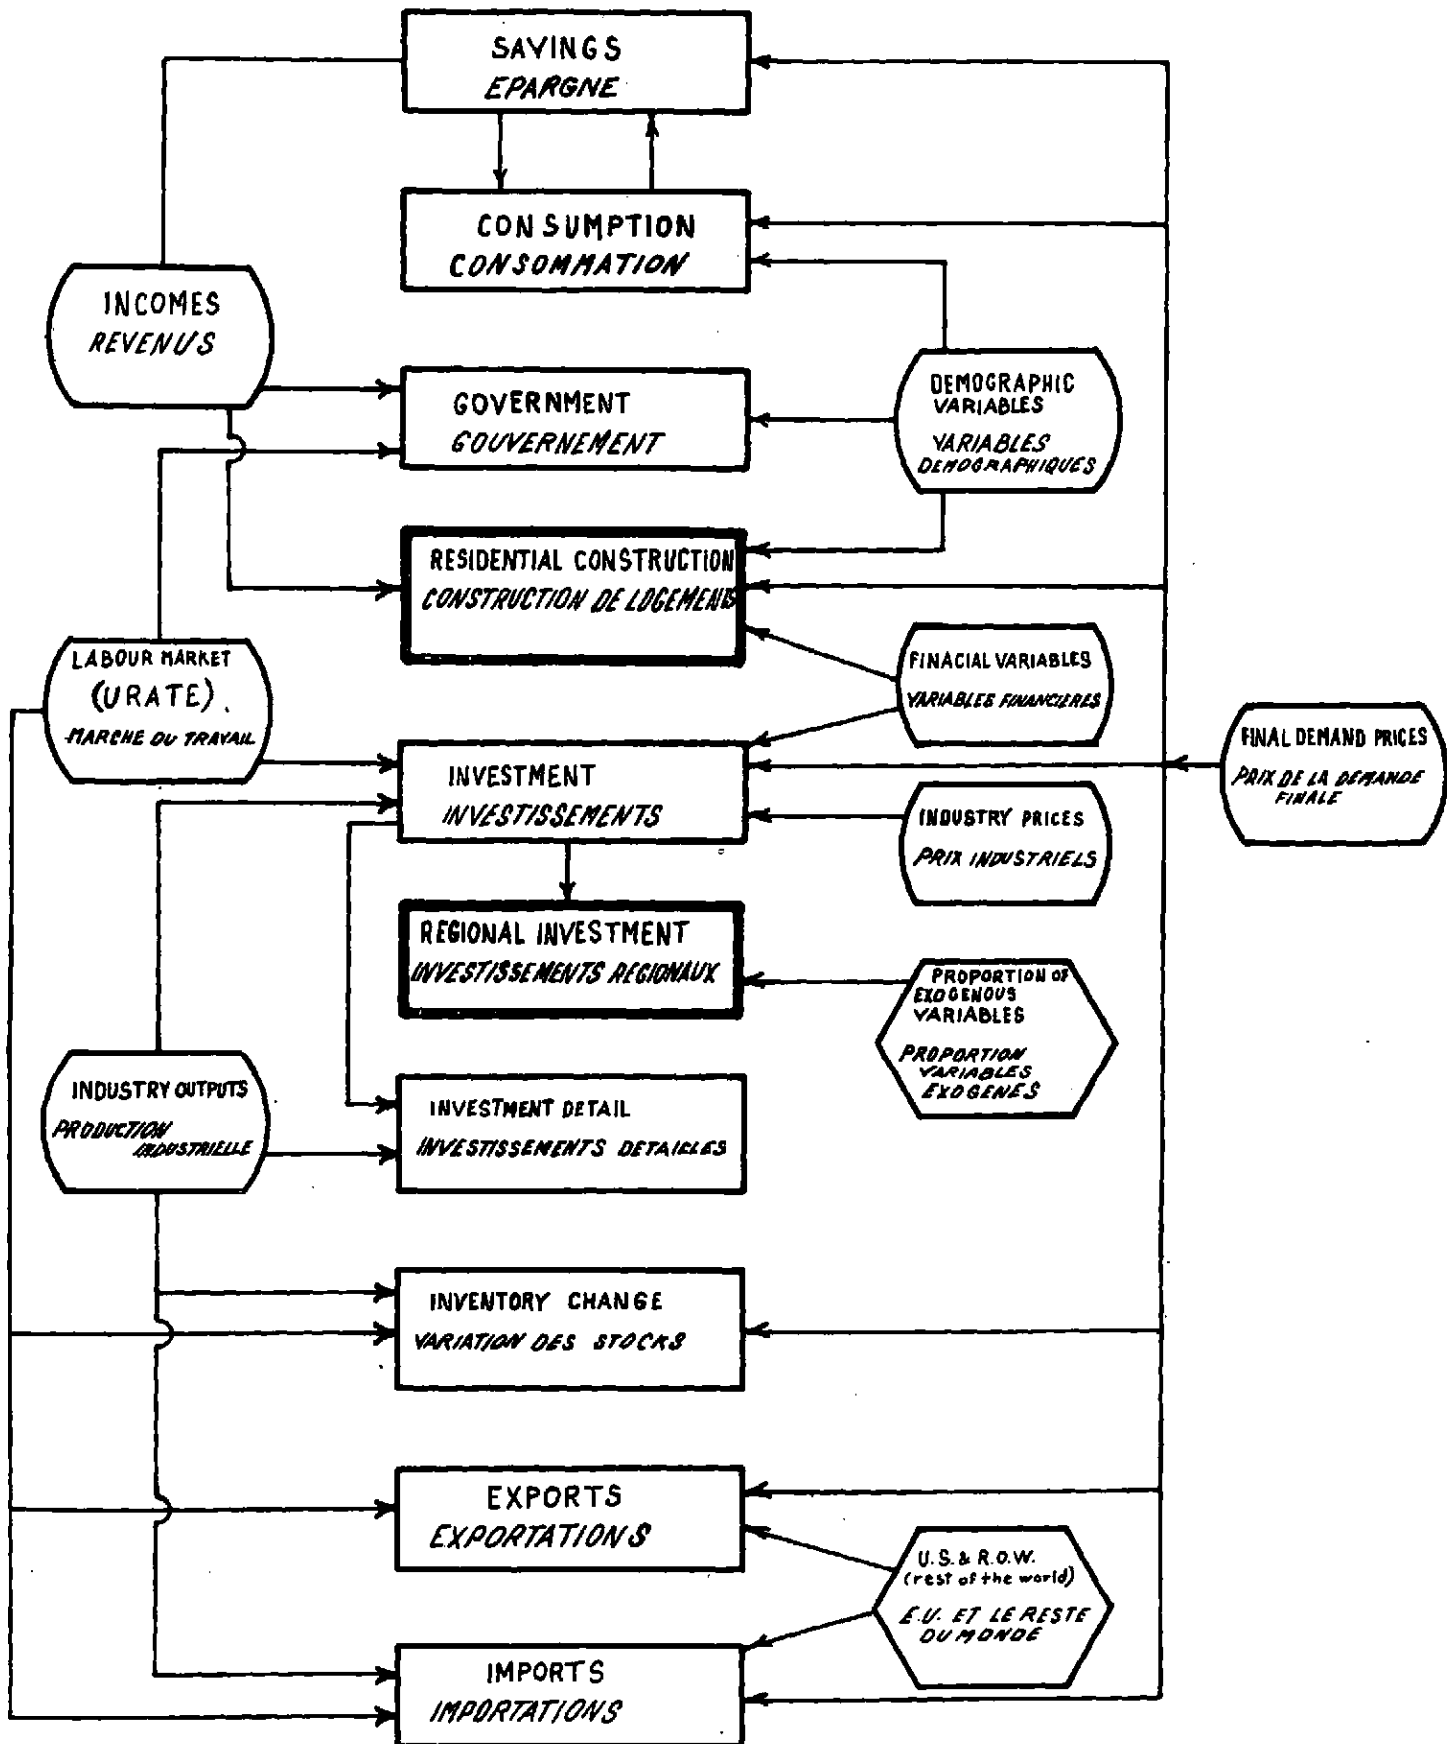 SAVINGS
EPARGNE
CONSUMPTION
CONSOMMATION
INCOMES
REVENUS
GOVERNMENT
GOUVERNEMENT
DEMOGRAPHIC
VARIABLES
VARIABLES
DEMOGRAPHIQUES
RESIDENTIAL CONSTRUCTION
CONSTRUCTION DE LOGEMENTS
LABOUR MARKET
(URATE).
MARCHE DU TRAVAIL
FINACIAL VARIABLES
VARIABLES FINANCIERES
FINAL DEMAND PRICES
PRIX DE LA DEMANDE
FINALE
INVESTMENT
INVESTISSEMENTS
INDUSTRY PRICES
PRIX INDUSTRIELS
REGIONAL INVESTMENT
INVESTISSEMENTS REGIONAUX
PROPORTION OF
EXOGENOUS
VARIABLES
PROPORTION
VARIABLES
EXOGENES
INDUSTRY OUTPUTS
PRODUCTION
INDUSTRIELLE
INVESTMENT DETAIL
INVESTISSEMENTS DETAILLES
INVENTORY CHANGE
VARIATION DES STOCKS
EXPORTS
EXPORTATIONS
U.S. & R.O.W.
(rest of the world)
E.U. ET LE RESTE
DU MONDE
IMPORTS
IMPORTATIONS